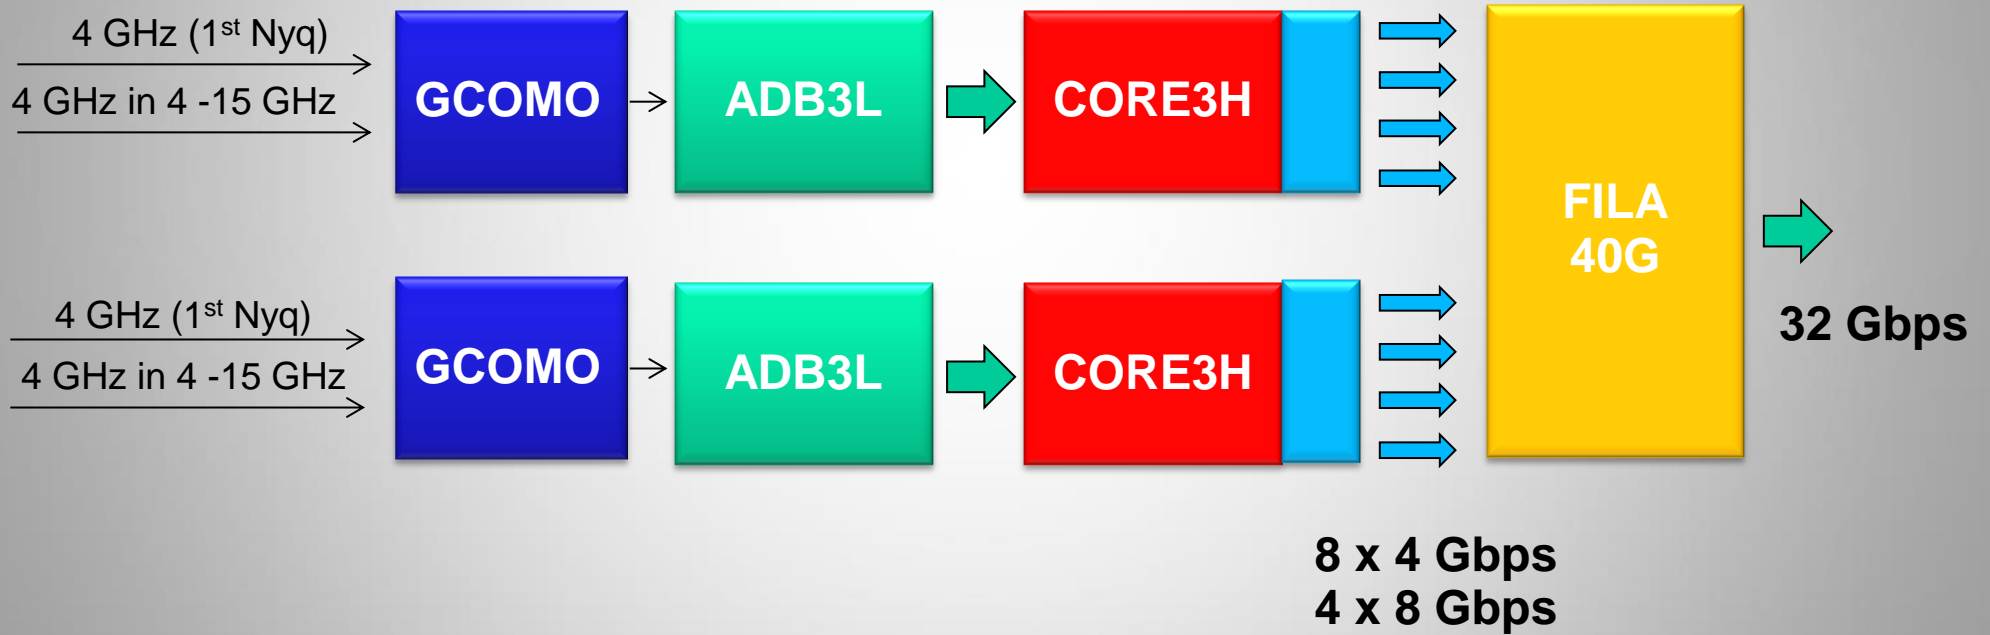 4 GHz (1st Nyq)
4 GHz in 4 -15 GHz
GCOMO
ADB3L
CORE3H
FILA
40G
32 Gbps
4 GHz (1st Nyq)
4 GHz in 4 -15 GHz
GCOMO
ADB3L
CORE3H
8 x 4 Gbps
4 x 8 Gbps